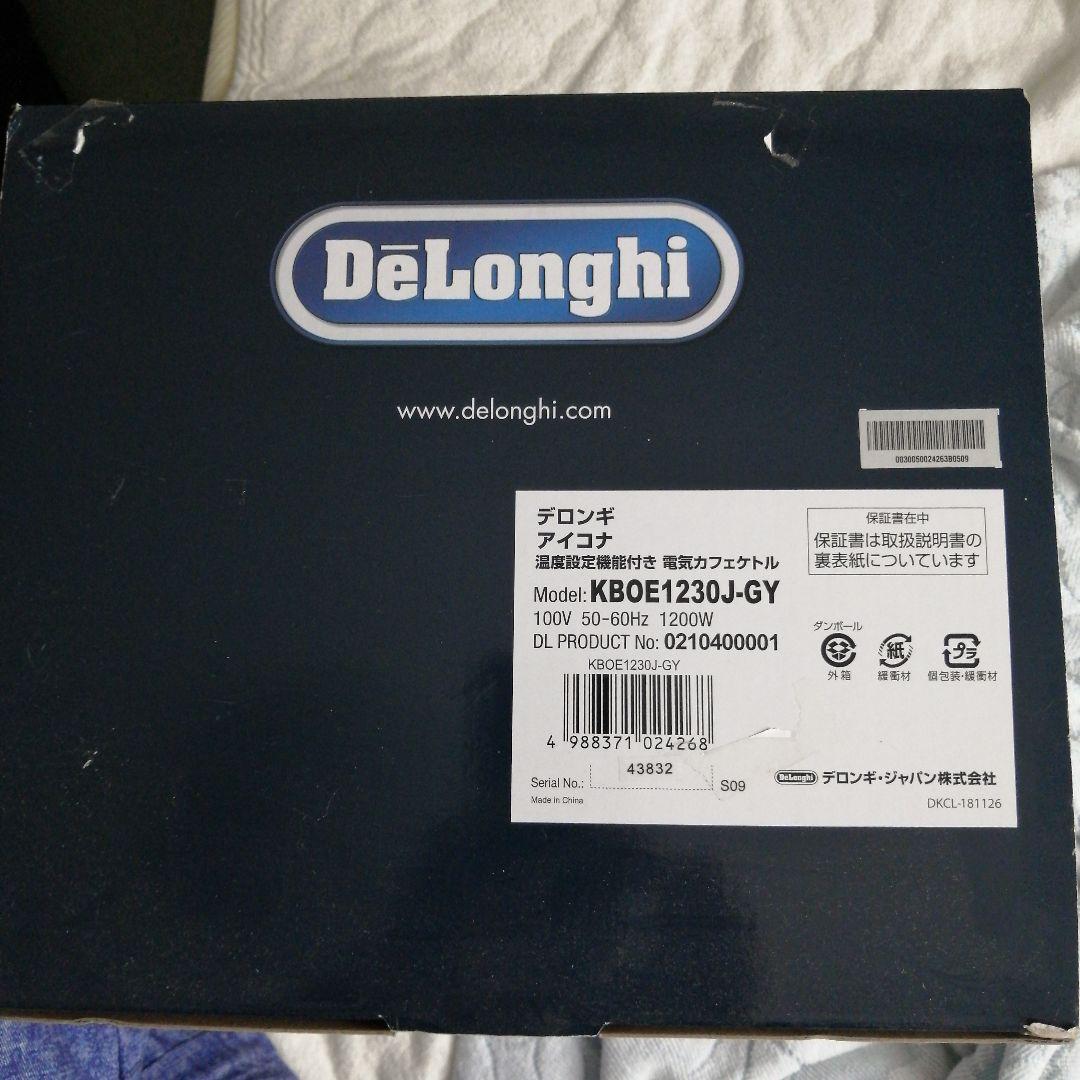 DēLonghi
www.delonghi.com
0030050024263B0509
デロンギ
アイコナ
温度設定機能付き 電気カフェケトル
Model: KBOE1230J-GY
100V 50-60Hz 1200W
DL PRODUCT No: 0210400001
KBOE1230J-GY
4 988371 024268
43832
Serial No.:
S09
Made in China
保証書在中
保証書は取扱説明書の
裏表紙についています
ダンボール
外箱
紙
緩衝材
プラ
個包装・緩衝材
DeLonghi デロンギ・ジャパン株式会社
DKCL-181126